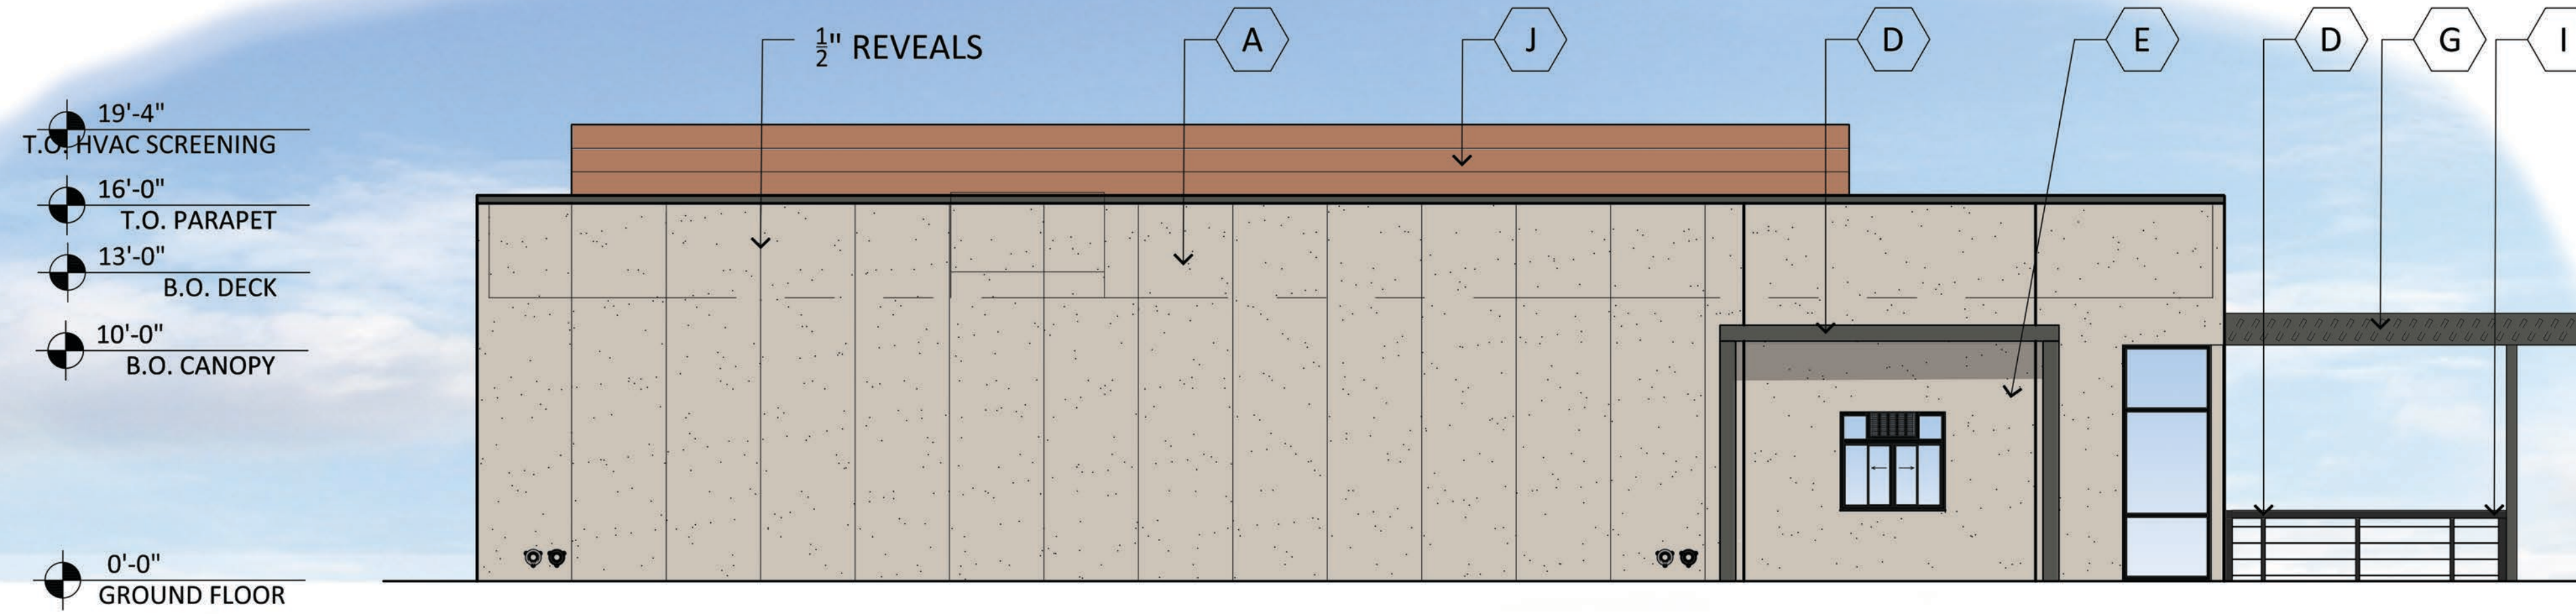 ½" REVEALS
A
J
D
E
D
G
I
19'-4"
T.O. HVAC SCREENING
16'-0"
T.O. PARAPET
13'-0"
B.O. DECK
10'-0"
B.O. CANOPY
0'-0"
GROUND FLOOR